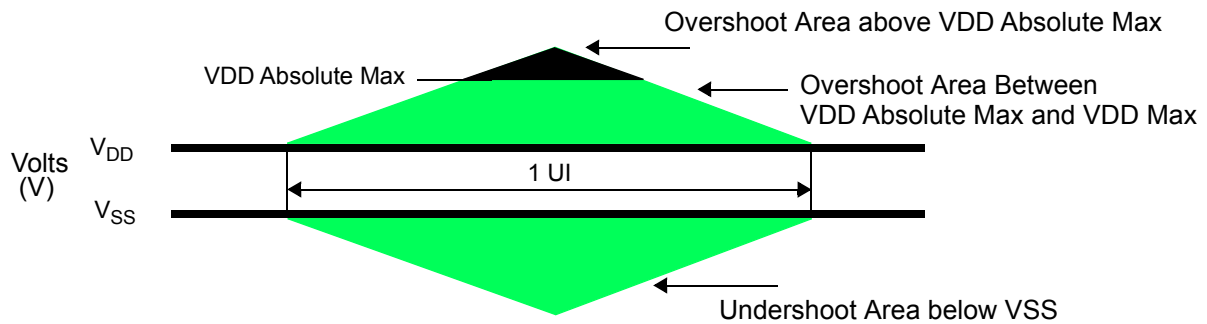 Overshoot Area above VDD Absolute Max
VDD Absolute Max
Overshoot Area Between
VDD Absolute Max and VDD Max
Volts
(V)
VDD
1 UI
VSS
Undershoot Area below VSS